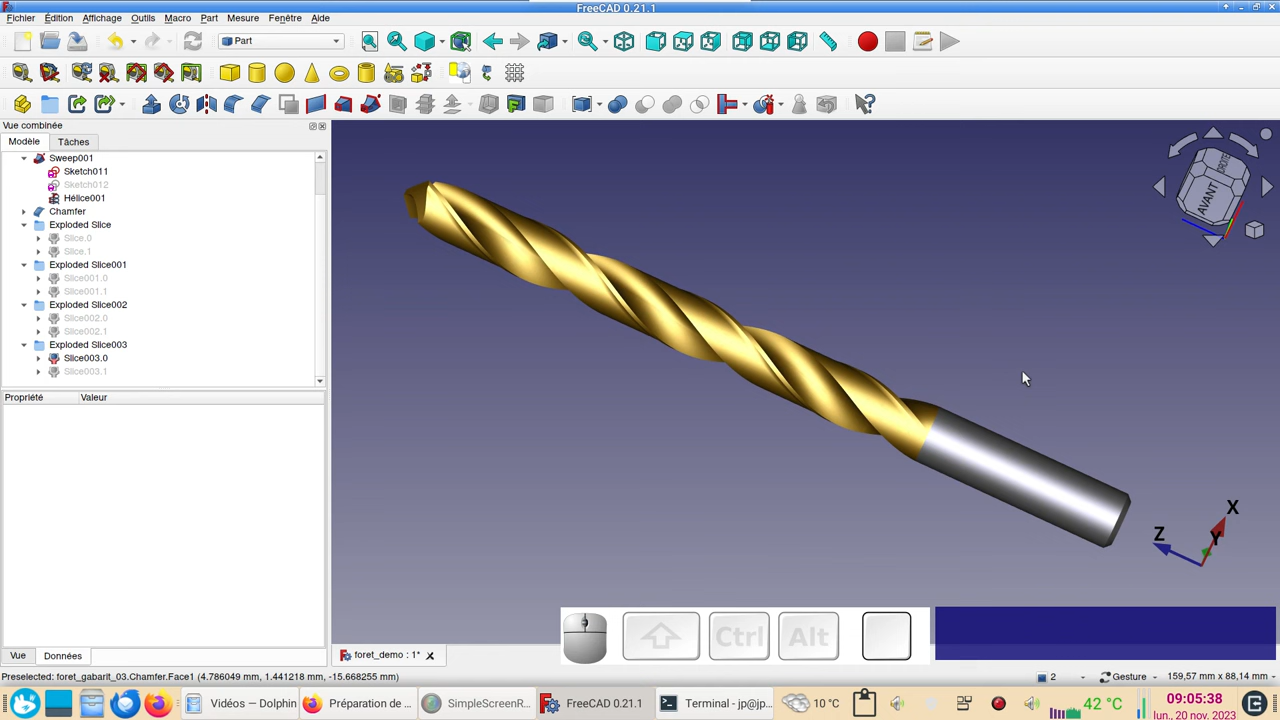 FreeCAD 0.21.1
Fichier Édition Affichage Outils Macro Part Mesure Fenêtre Aide
Part
Vue combinée
Modèle Tâches
Sweep001
Sketch011
Sketch012
Hélice001
Chamfer
Exploded Slice
Slice.0
Slice.1
Exploded Slice001
Slice001.0
Slice001.1
Exploded Slice002
Slice002.0
Slice002.1
Exploded Slice003
Slice003.0
Slice003.1
Propriété Valeur
AVANT
X
Y
Z
Ctrl Alt
Vue Données
foret_demo : 1*
Preselected: foret_gabarit_03.Chamfer.Face1 (4.786049 mm, 1.441218 mm, -15.668255 mm)
2 Gesture 159,57 mm x 88,14 mm
Vidéos — Dolphin
Préparation de ...
SimpleScreenR...
FreeCAD 0.21.1
Terminal - jp@jp...
10 °C
42 °C
09:05:38
lun., 20 nov. 2023